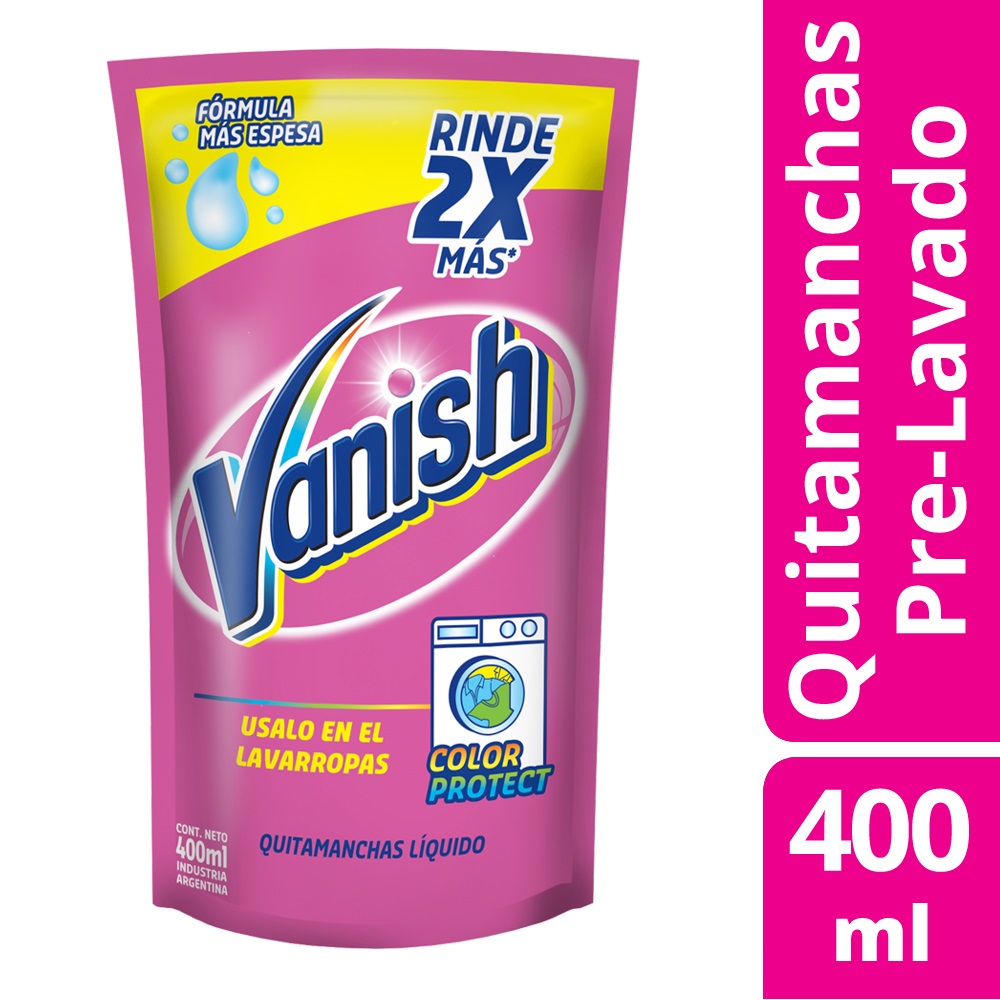 FÓRMULA
MÁS ESPESA
RINDE
2X
MÁS*
Vanish
USALO EN EL
LAVARROPAS
COLOR
PROTECT
CONT. NETO
400ml
INDUSTRIA
ARGENTINA
QUITAMANCHAS LÍQUIDO
Quitamanchas
Pre-Lavado
400
ml